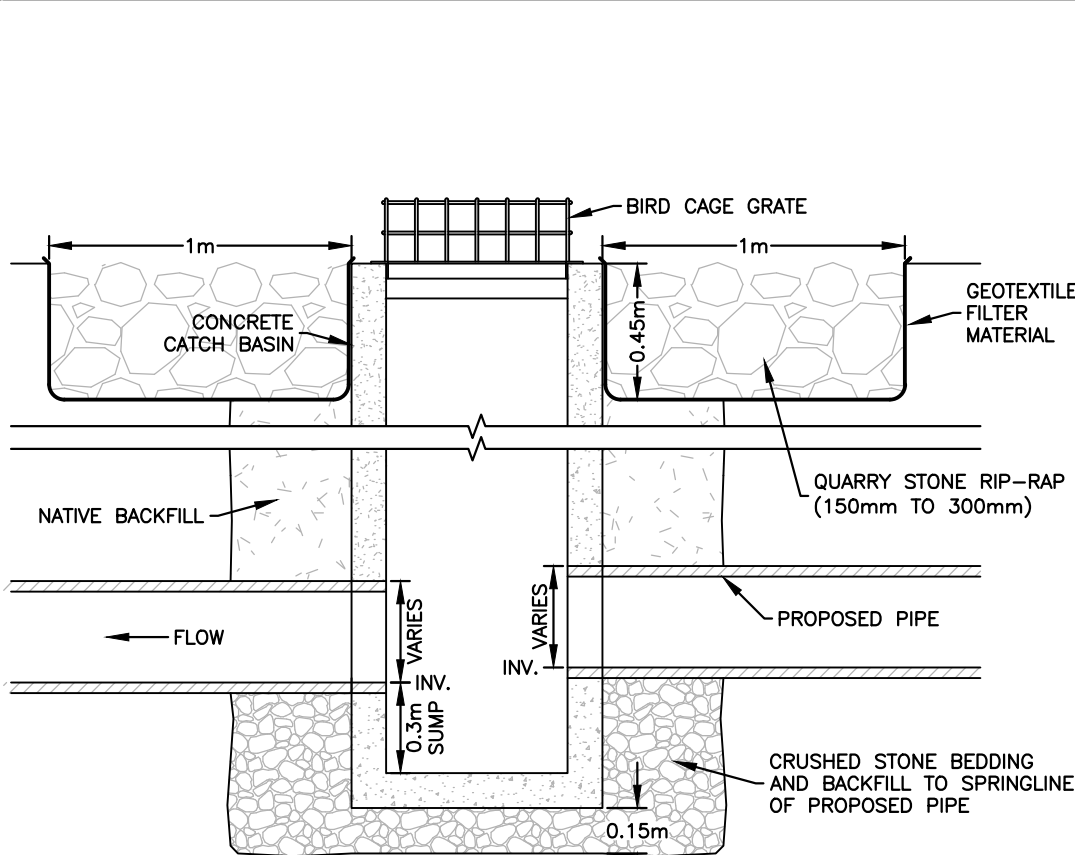 BIRD CAGE GRATE
1m
1m
GEOTEXTILE
FILTER
MATERIAL
CONCRETE
CATCH BASIN
0.45m
QUARRY STONE RIP-RAP
(150mm TO 300mm)
NATIVE BACKFILL
VARIES
VARIES
PROPOSED PIPE
FLOW
INV.
INV.
0.3m
SUMP
CRUSHED STONE BEDDING
AND BACKFILL TO SPRINGLINE
OF PROPOSED PIPE
0.15m